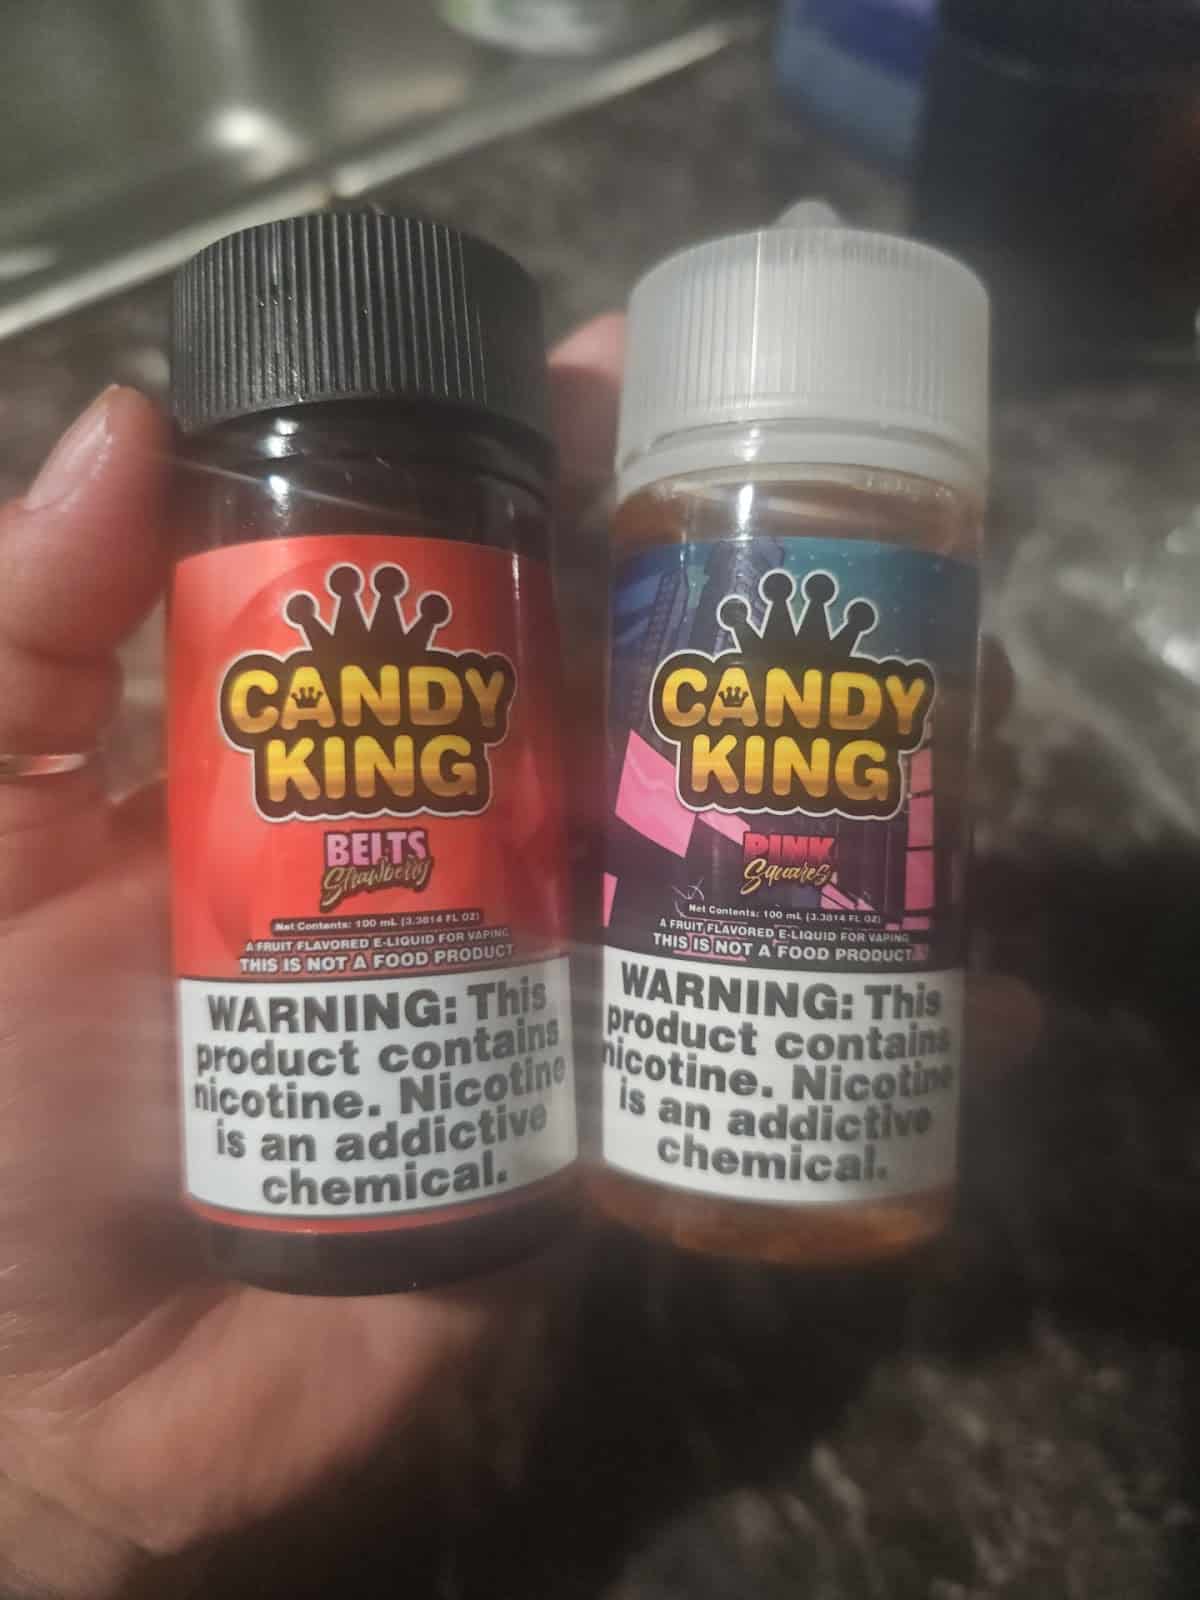 CANDY
KING
BELTS
Strawberry
Net Contents: 100 mL (3.3814 FL OZ)
A FRUIT FLAVORED E-LIQUID FOR VAPING
THIS IS NOT A FOOD PRODUCT
WARNING: This
product contains
nicotine. Nicotine
is an addictive
chemical.
CANDY
KING
PINK
Squares
Net Contents: 100 mL (3.3814 FL OZ)
A FRUIT FLAVORED E-LIQUID FOR VAPING
THIS IS NOT A FOOD PRODUCT
WARNING: This
product contains
nicotine. Nicotine
is an addictive
chemical.